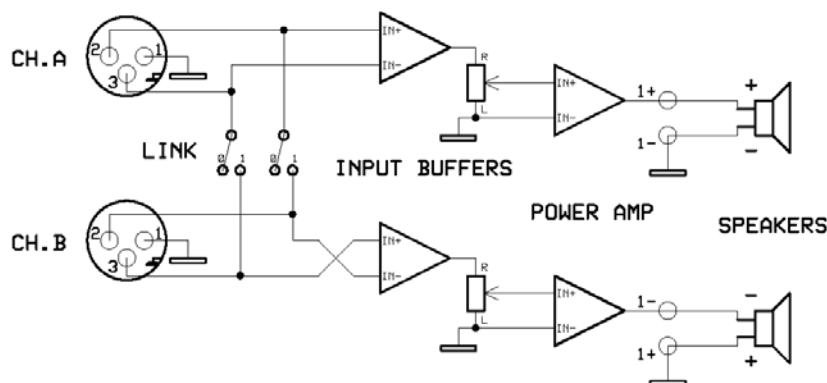 CH.A
2 1
3
IN+
IN-
R
L
IN+
IN-
1+
1-
+
-
LINK
0 1 0 1
INPUT BUFFERS
POWER AMP
SPEAKERS
CH.B
2 1
3
IN+
IN-
R
L
IN+
IN-
1-
1+
-
+